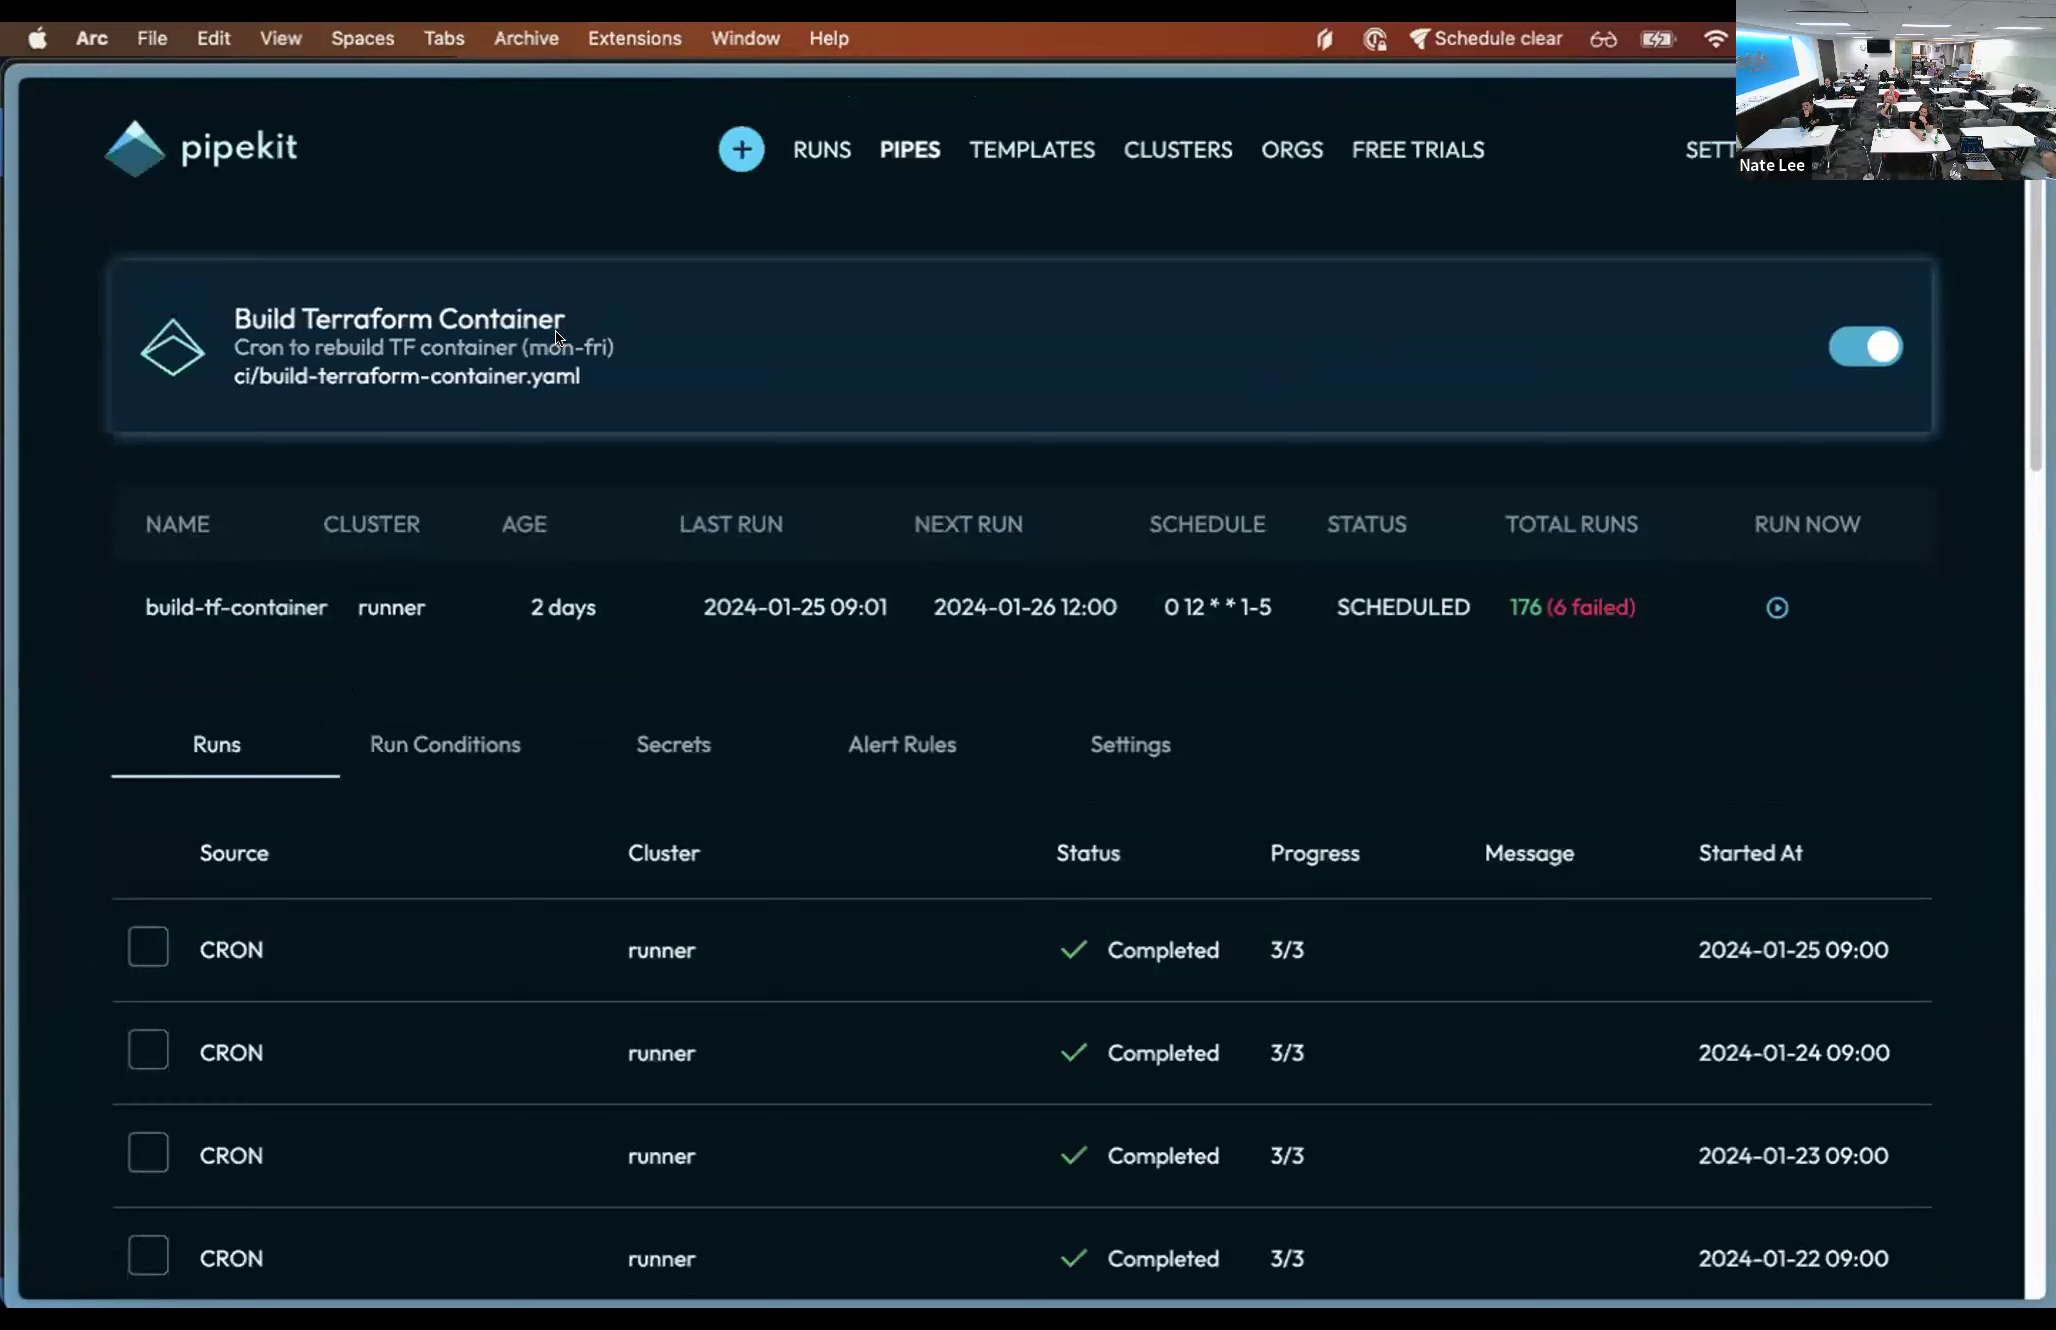 Arc File Edit View Spaces Tabs Archive Extensions Window Help Schedule clear
Nate Lee
pipekit
+ RUNS PIPES TEMPLATES CLUSTERS ORGS FREE TRIALS SETT
Build Terraform Container
Cron to rebuild TF container (mon-fri)
ci/build-terraform-container.yaml
NAME CLUSTER AGE LAST RUN NEXT RUN SCHEDULE STATUS TOTAL RUNS RUN NOW
build-tf-container runner 2 days 2024-01-25 09:01 2024-01-26 12:00 0 12 * * 1-5 SCHEDULED 176 (6 failed)
Runs Run Conditions Secrets Alert Rules Settings
Source Cluster Status Progress Message Started At
CRON runner Completed 3/3 2024-01-25 09:00
CRON runner Completed 3/3 2024-01-24 09:00
CRON runner Completed 3/3 2024-01-23 09:00
CRON runner Completed 3/3 2024-01-22 09:00